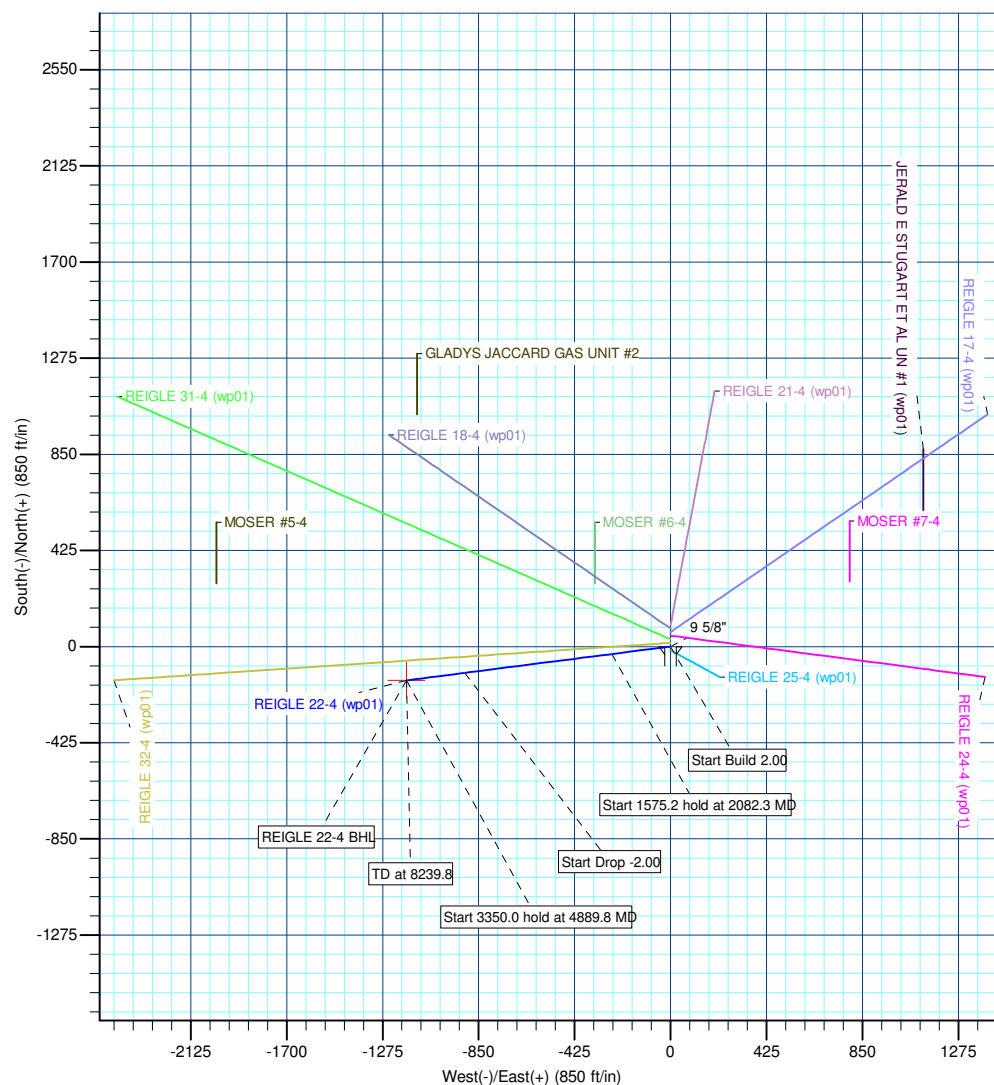 2550
2125
1700
1275
850
425
0
-425
-850
-1275
South(-)/North(+) (850 ft/in)
JERALD E STUGART ET AL UN #1 (wp01)
REIGLE 17-4 (wp01)
GLADYS JACCARD GAS UNIT #2
REIGLE 31-4 (wp01)
REIGLE 21-4 (wp01)
REIGLE 18-4 (wp01)
MOSER #5-4
MOSER #6-4
MOSER #7-4
9 5/8"
REIGLE 25-4 (wp01)
REIGLE 22-4 (wp01)
REIGLE 32-4 (wp01)
REIGLE 24-4 (wp01)
Start Build 2.00
Start 1575.2 hold at 2082.3 MD
REIGLE 22-4 BHL
Start Drop -2.00
TD at 8239.8
Start 3350.0 hold at 4889.8 MD
-2125 -1700 -1275 -850 -425 0 425 850 1275
West(-)/East(+) (850 ft/in)